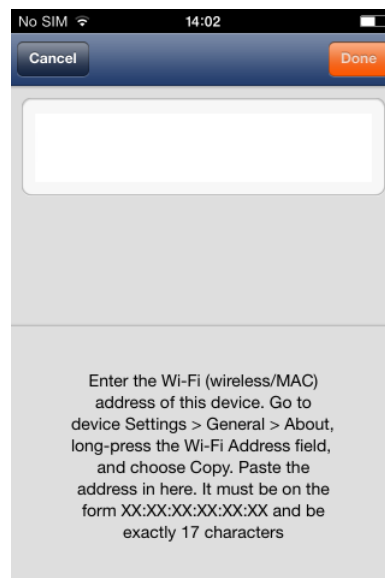 No SIM 14:02
Cancel Done
Enter the Wi-Fi (wireless/MAC)
address of this device. Go to
device Settings > General > About,
long-press the Wi-Fi Address field,
and choose Copy. Paste the
address in here. It must be on the
form XX:XX:XX:XX:XX:XX and be
exactly 17 characters